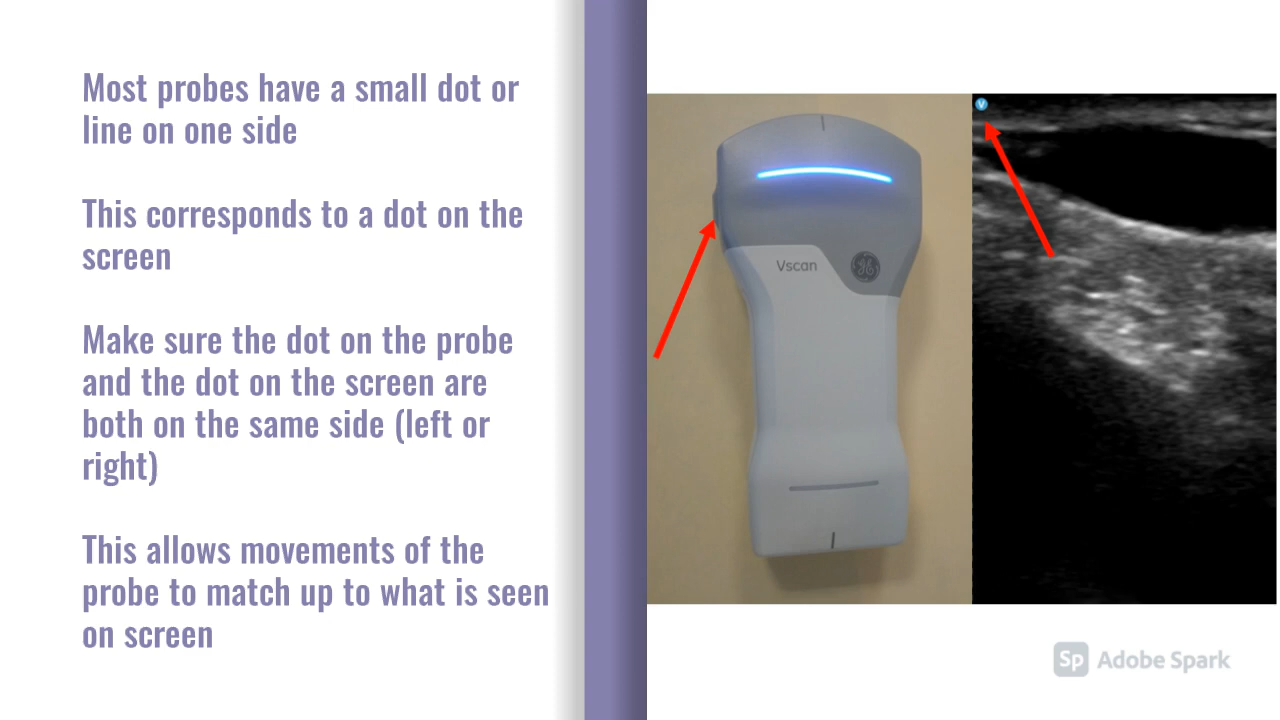 Most probes have a small dot or
line on one side
This corresponds to a dot on the
screen
Make sure the dot on the probe
and the dot on the screen are
both on the same side (left or
right)
This allows movements of the
probe to match up to what is seen
on screen
V
Vscan
GE
Sp Adobe Spark